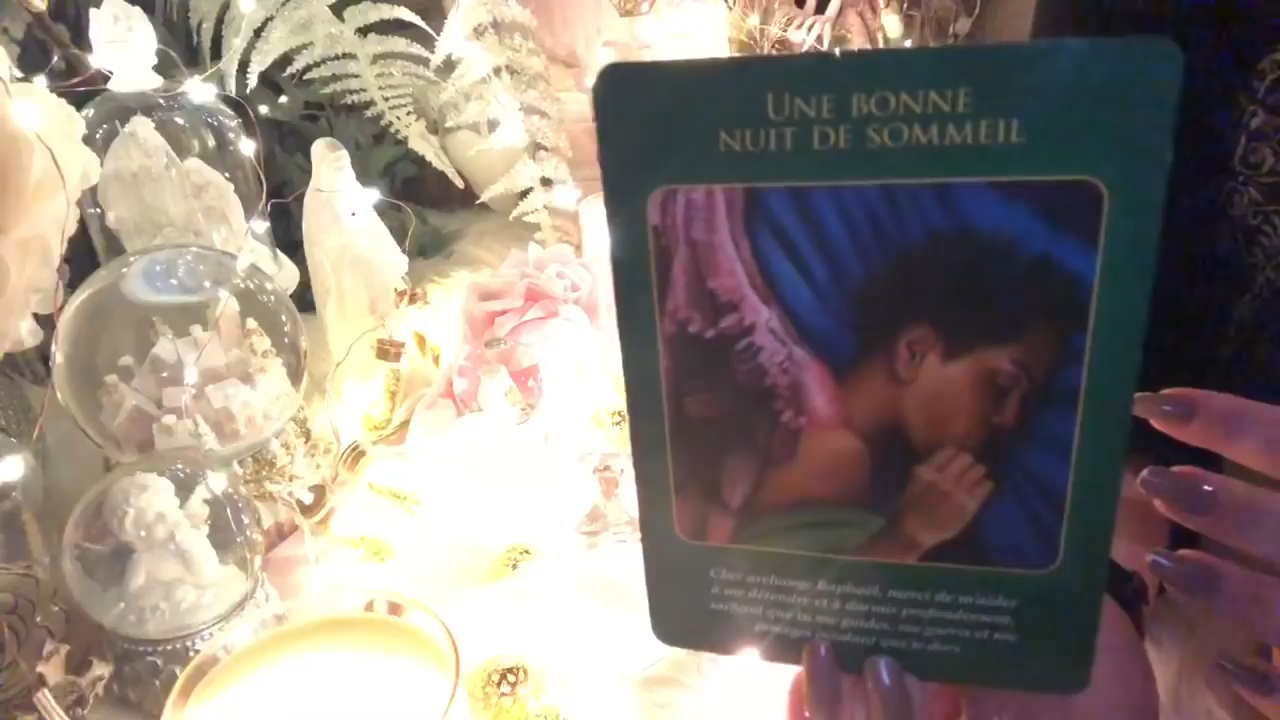 UNE BONNE
NUIT DE SOMMEIL
Cher archange Raphaël, merci de m'aider
à me détendre et à dormir profondément,
sachant que tu me guides, me guéris et me
protèges pendant que je dors